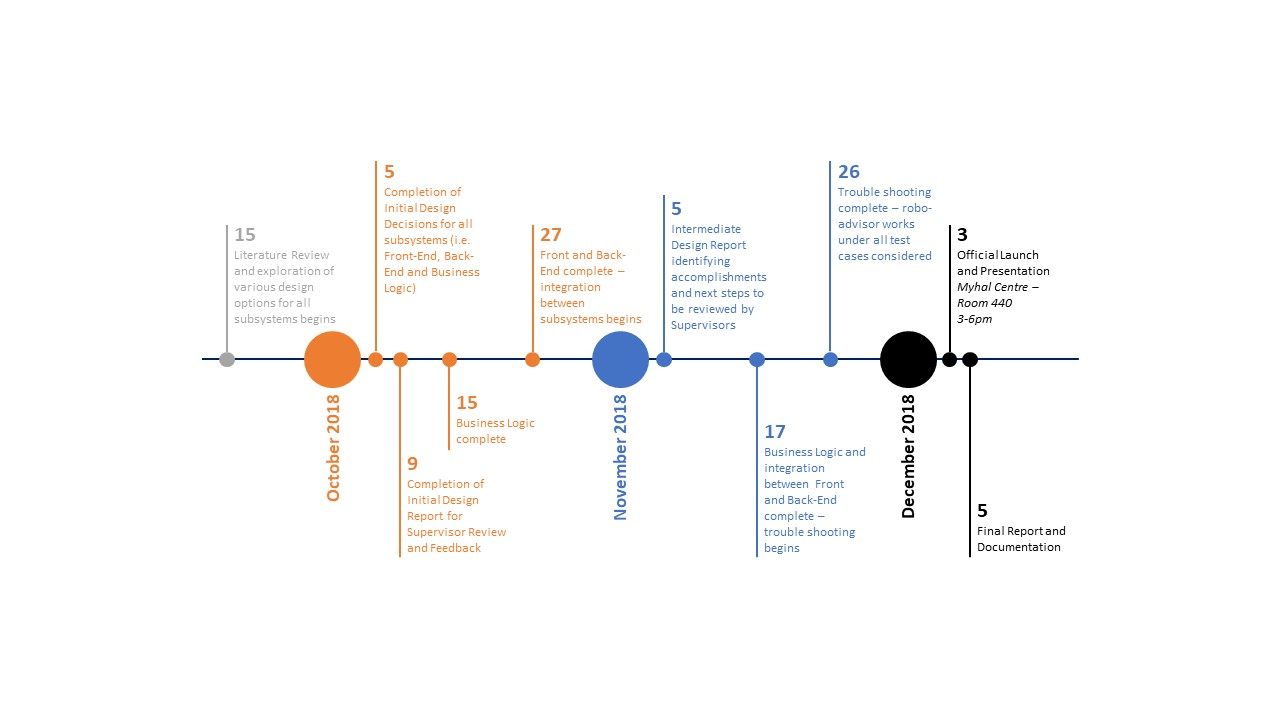 15
Literature Review
and exploration of
various design
options for all
subsystems begins
October 2018
5
Completion of
Initial Design
Decisions for all
subsystems (i.e.
Front-End, Back-
End and Business
Logic)
9
Completion of
Initial Design
Report for
Supervisor Review
and Feedback
15
Business Logic
complete
27
Front and Back-
End complete –
integration
between
subsystems begins
November 2018
5
Intermediate
Design Report
identifying
accomplishments
and next steps to
be reviewed by
Supervisors
17
Business Logic and
integration
between Front
and Back-End
complete –
trouble shooting
begins
26
Trouble shooting
complete – robo-
advisor works
under all test
cases considered
December 2018
3
Official Launch
and Presentation
Myhal Centre –
Room 440
3-6pm
5
Final Report and
Documentation